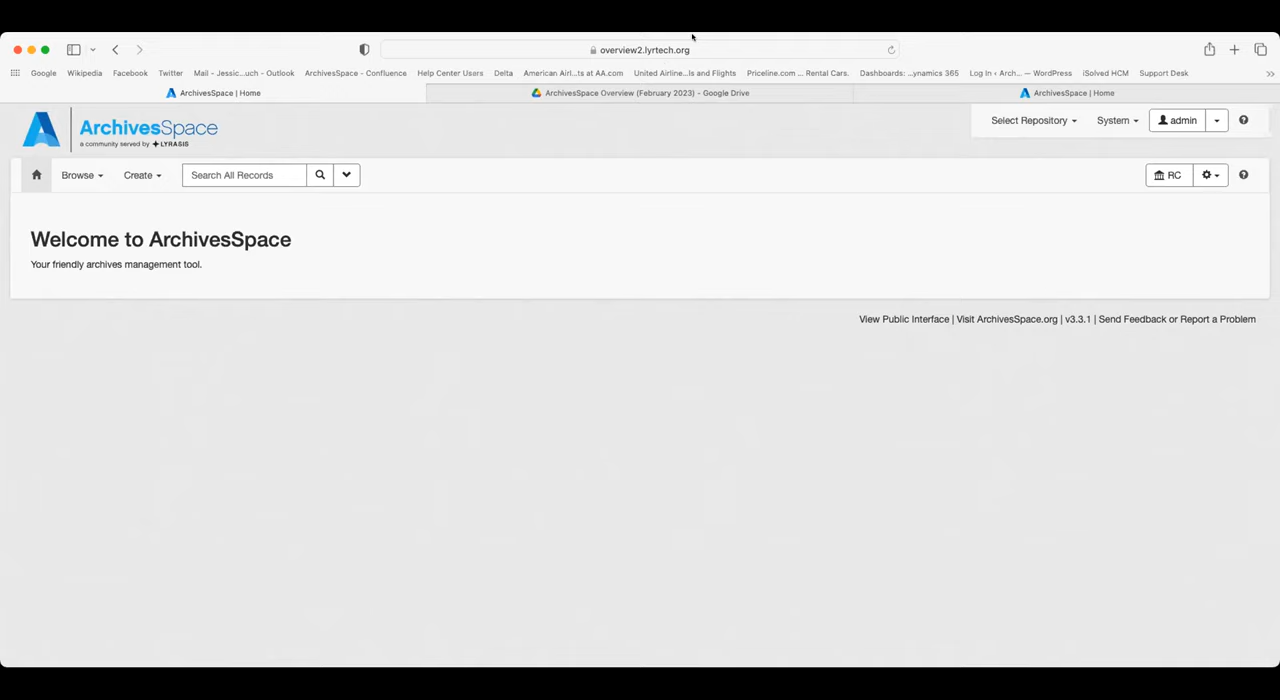 overview2.lyrtech.org
Google Wikipedia Facebook Twitter Mail - Jessic...uch - Outlook ArchivesSpace - Confluence Help Center Users Delta American Airl...ts at AA.com United Airline...ls and Flights Priceline.com ... Rental Cars. Dashboards: ...ynamics 365 Log In ‹ Arch... — WordPress iSolved HCM Support Desk
ArchivesSpace | Home ArchivesSpace Overview (February 2023) - Google Drive ArchivesSpace | Home
ArchivesSpace
a community served by LYRASIS
Select Repository System admin
Browse Create Search All Records RC
Welcome to ArchivesSpace
Your friendly archives management tool.
View Public Interface | Visit ArchivesSpace.org | v3.3.1 | Send Feedback or Report a Problem